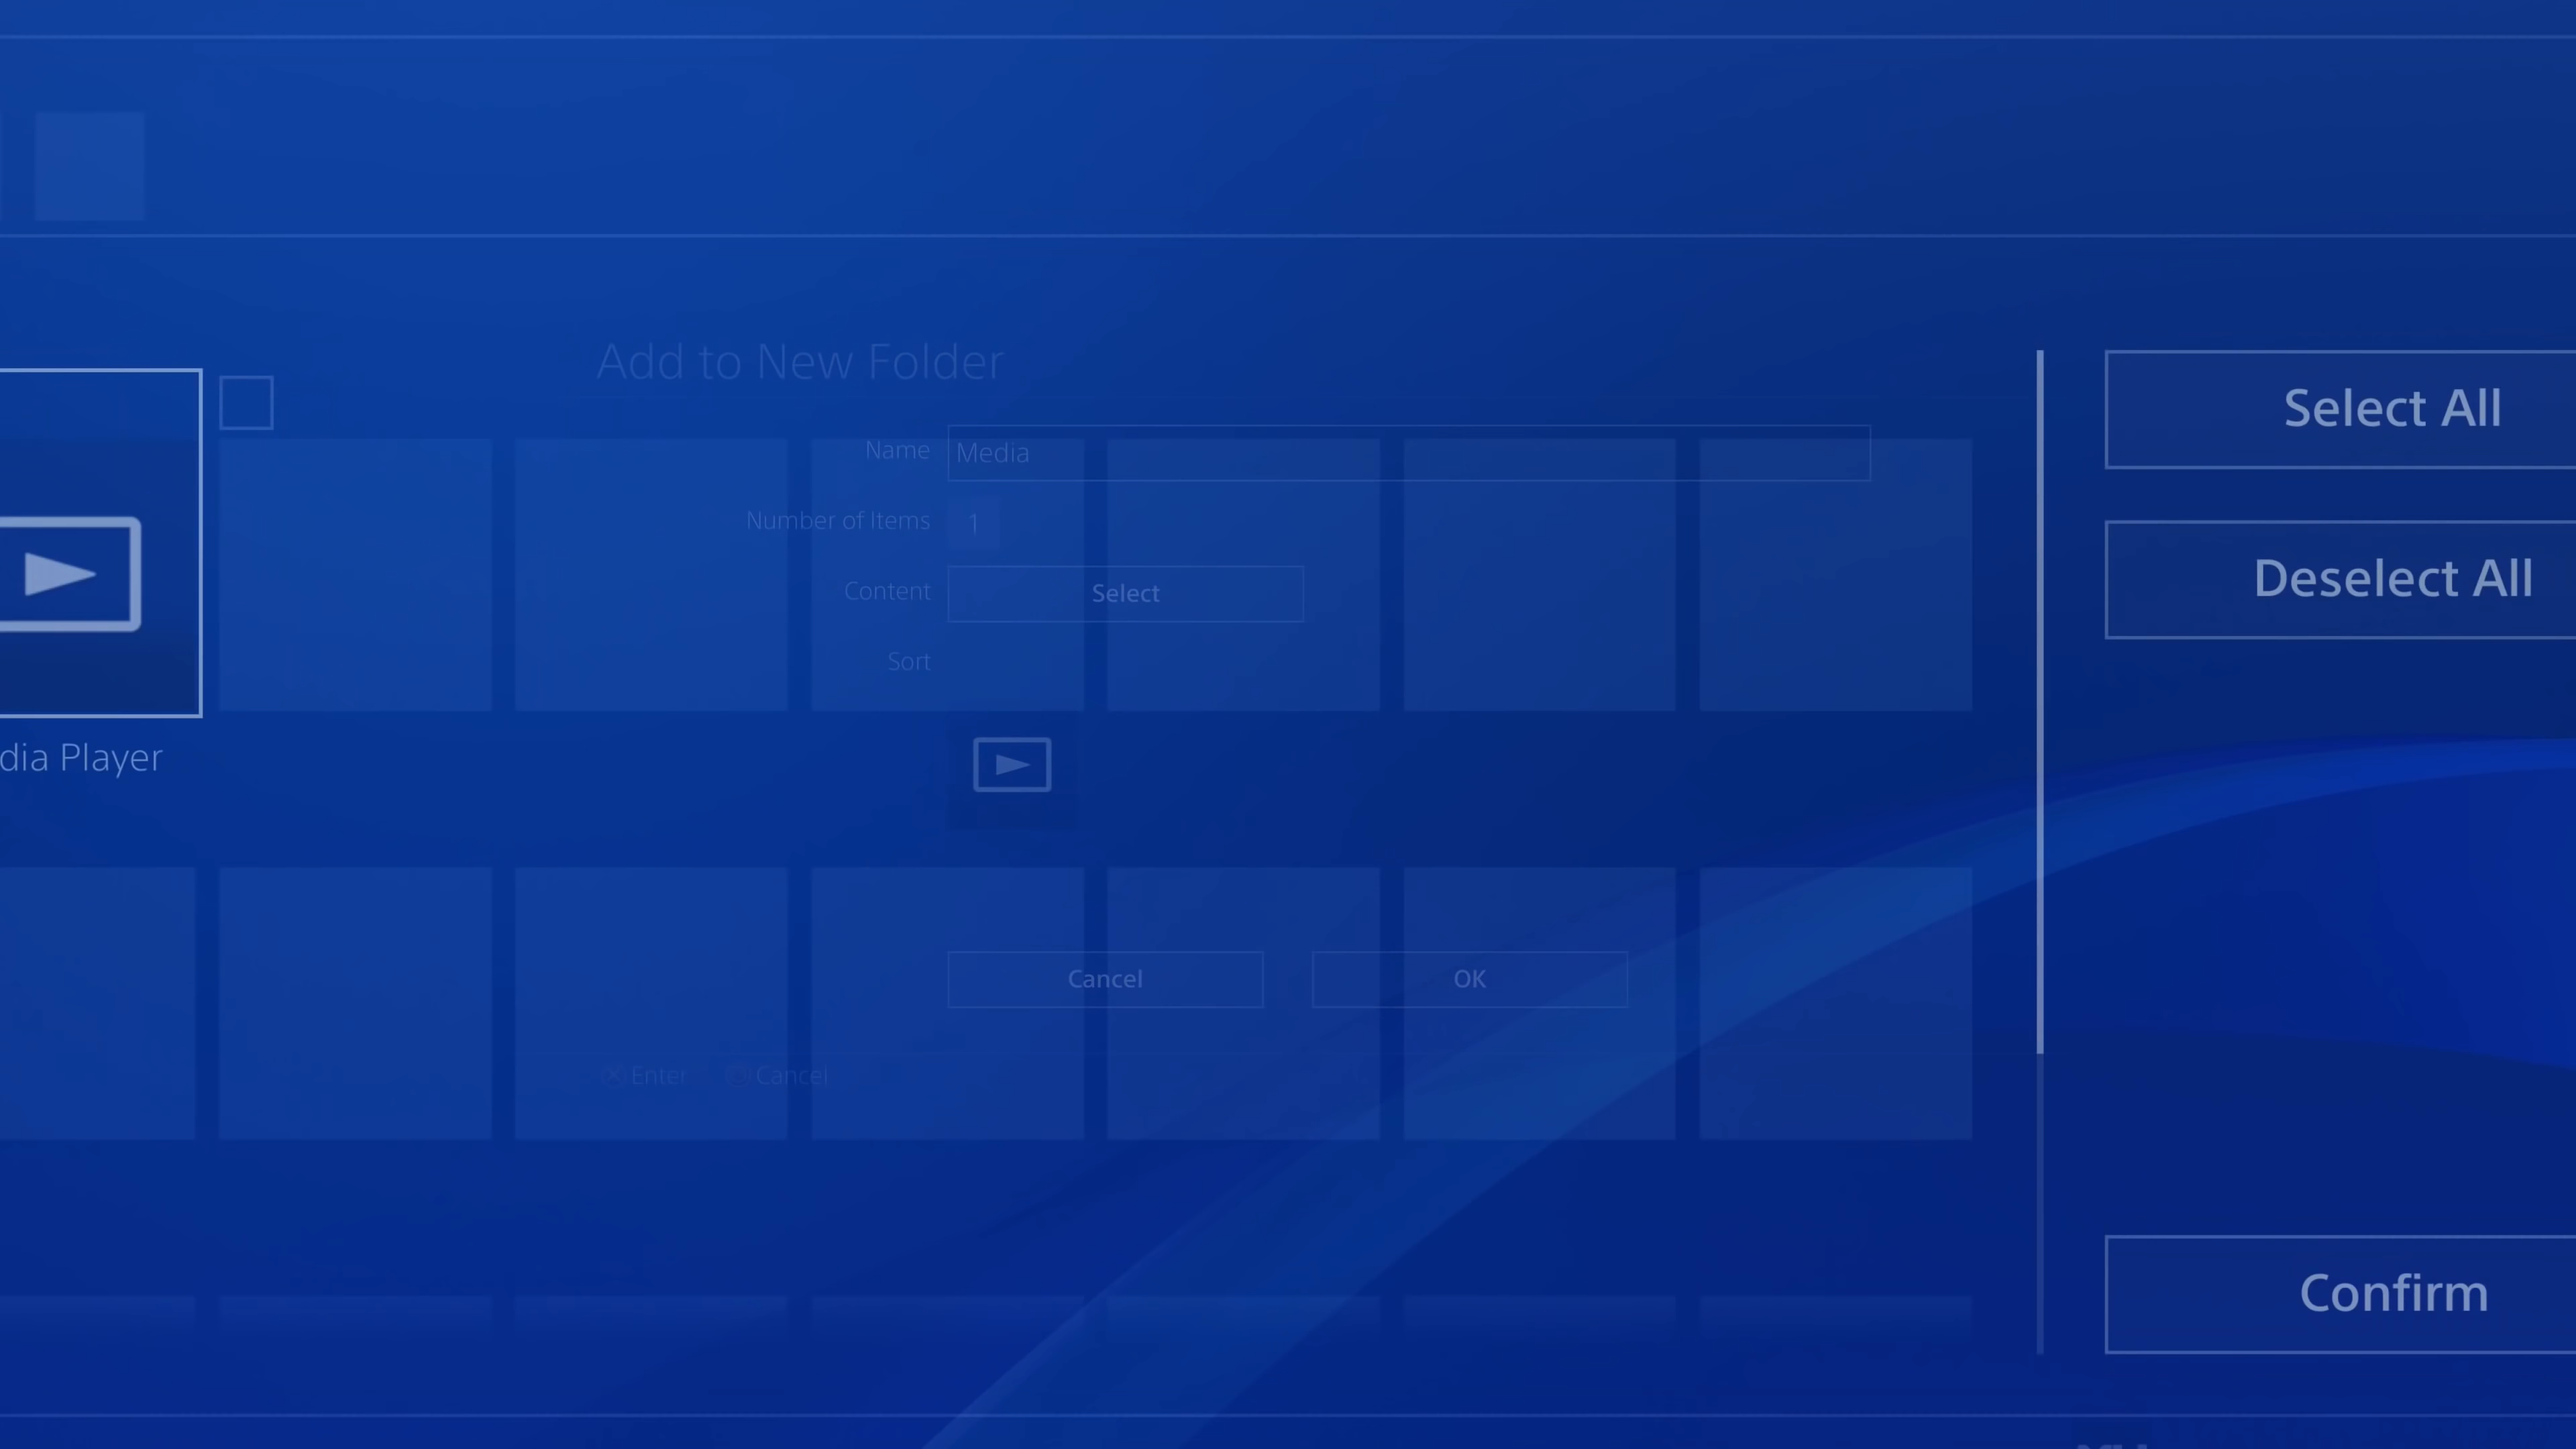 Add to New Folder
Name Media
Number of Items 1
Content Select
Sort
Cancel OK
Enter Cancel
dia Player
Select All
Deselect All
Confirm